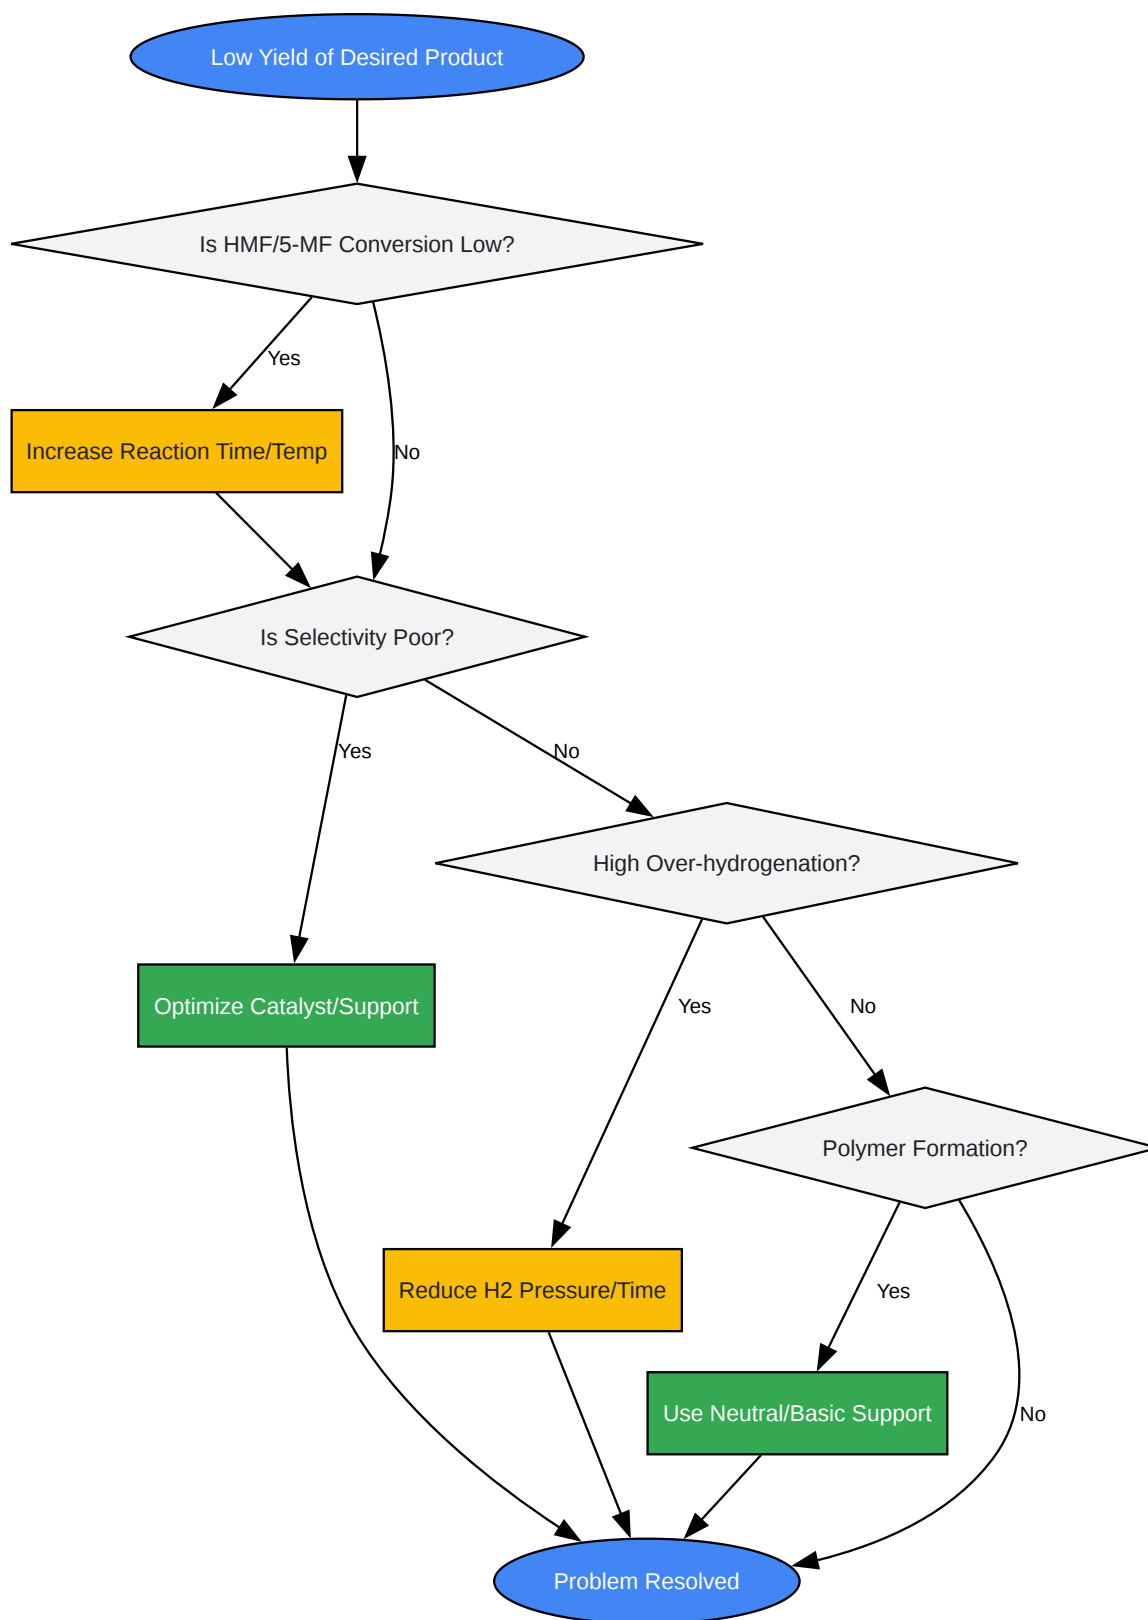 Low Yield of Desired Product
Is HMF/5-MF Conversion Low?
Yes
Increase Reaction Time/Temp
No
Is Selectivity Poor?
Yes
No
High Over-hydrogenation?
Optimize Catalyst/Support
Yes
No
Polymer Formation?
Reduce H2 Pressure/Time
Yes
Use Neutral/Basic Support
No
Problem Resolved